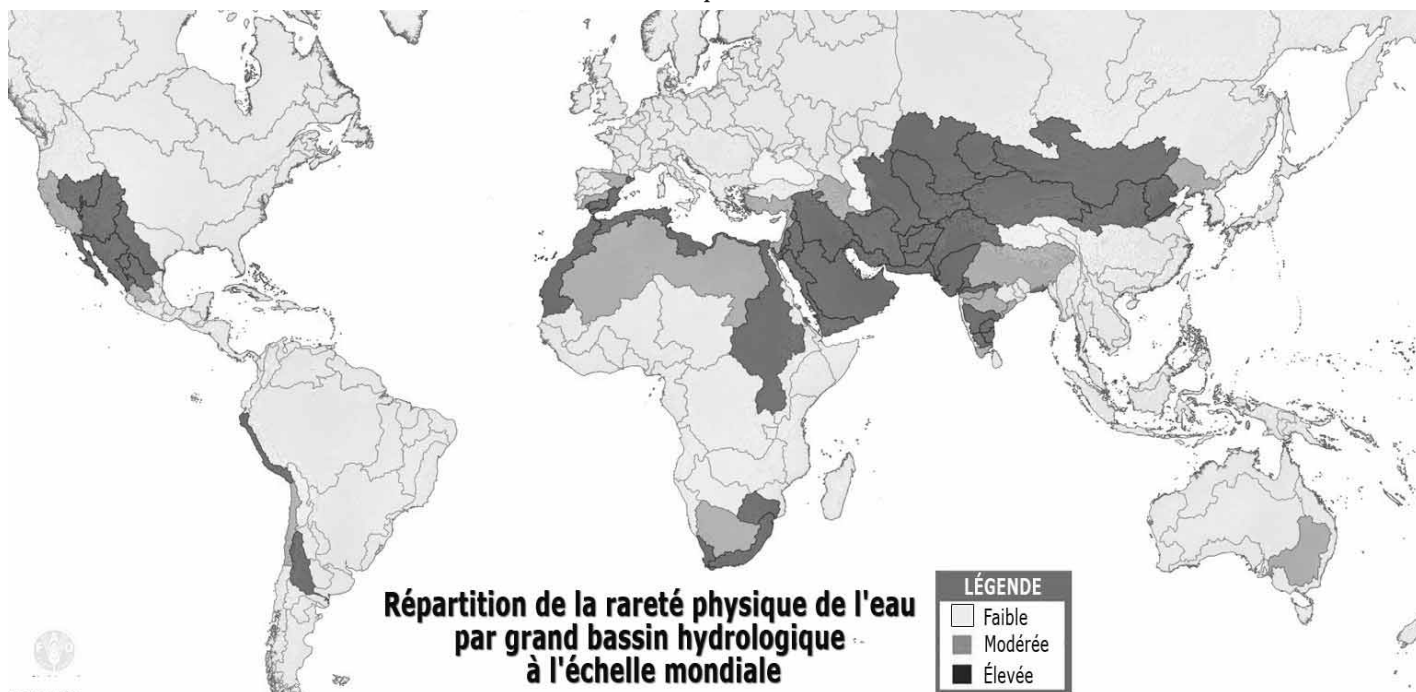 Répartition de la rareté physique de l'eau
par grand bassin hydrologique
à l'échelle mondiale
LÉGENDE
Faible
Modérée
Élevée